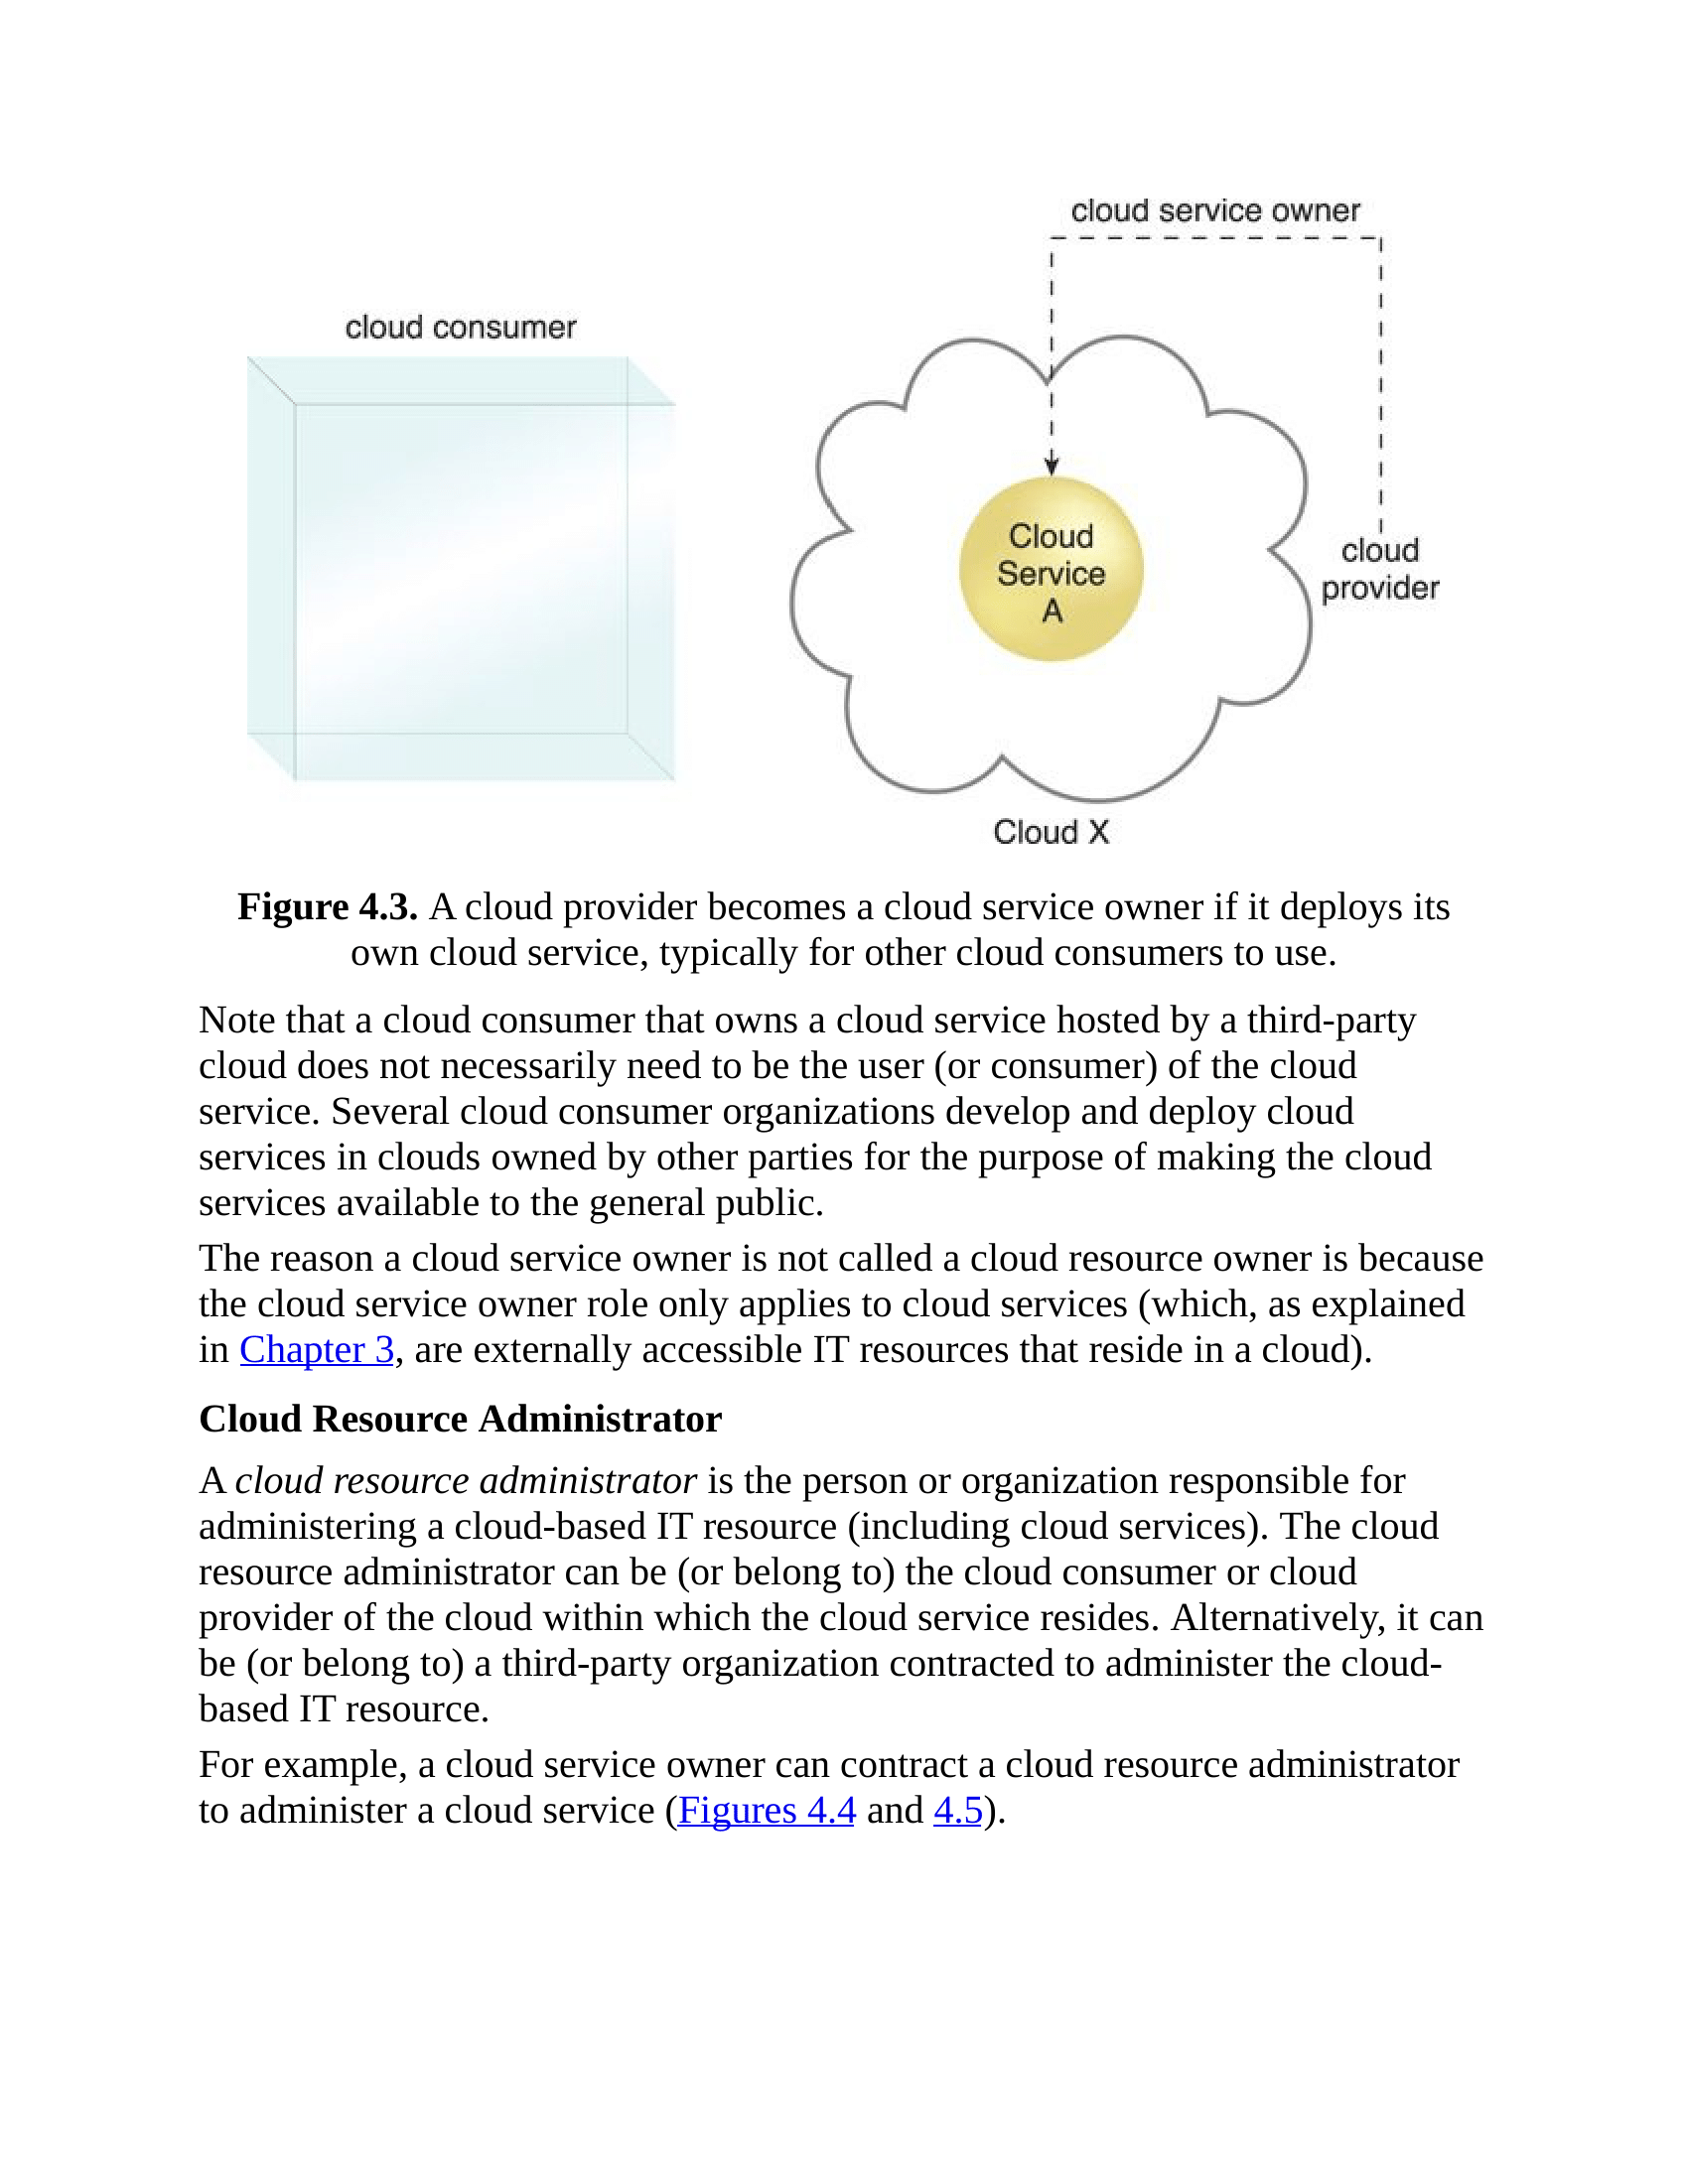 cloud service owner
cloud consumer
Cloud
Service
A
cloud
provider
Cloud X
Figure 4.3. A cloud provider becomes a cloud service owner if it deploys its
own cloud service, typically for other cloud consumers to use.
Note that a cloud consumer that owns a cloud service hosted by a third-party
cloud does not necessarily need to be the user (or consumer) of the cloud
service. Several cloud consumer organizations develop and deploy cloud
services in clouds owned by other parties for the purpose of making the cloud
services available to the general public.
The reason a cloud service owner is not called a cloud resource owner is because
the cloud service owner role only applies to cloud services (which, as explained
in Chapter 3, are externally accessible IT resources that reside in a cloud).
Cloud Resource Administrator
A cloud resource administrator is the person or organization responsible for
administering a cloud-based IT resource (including cloud services). The cloud
resource administrator can be (or belong to) the cloud consumer or cloud
provider of the cloud within which the cloud service resides. Alternatively, it can
be (or belong to) a third-party organization contracted to administer the cloud-
based IT resource.
For example, a cloud service owner can contract a cloud resource administrator
to administer a cloud service (Figures 4.4 and 4.5).